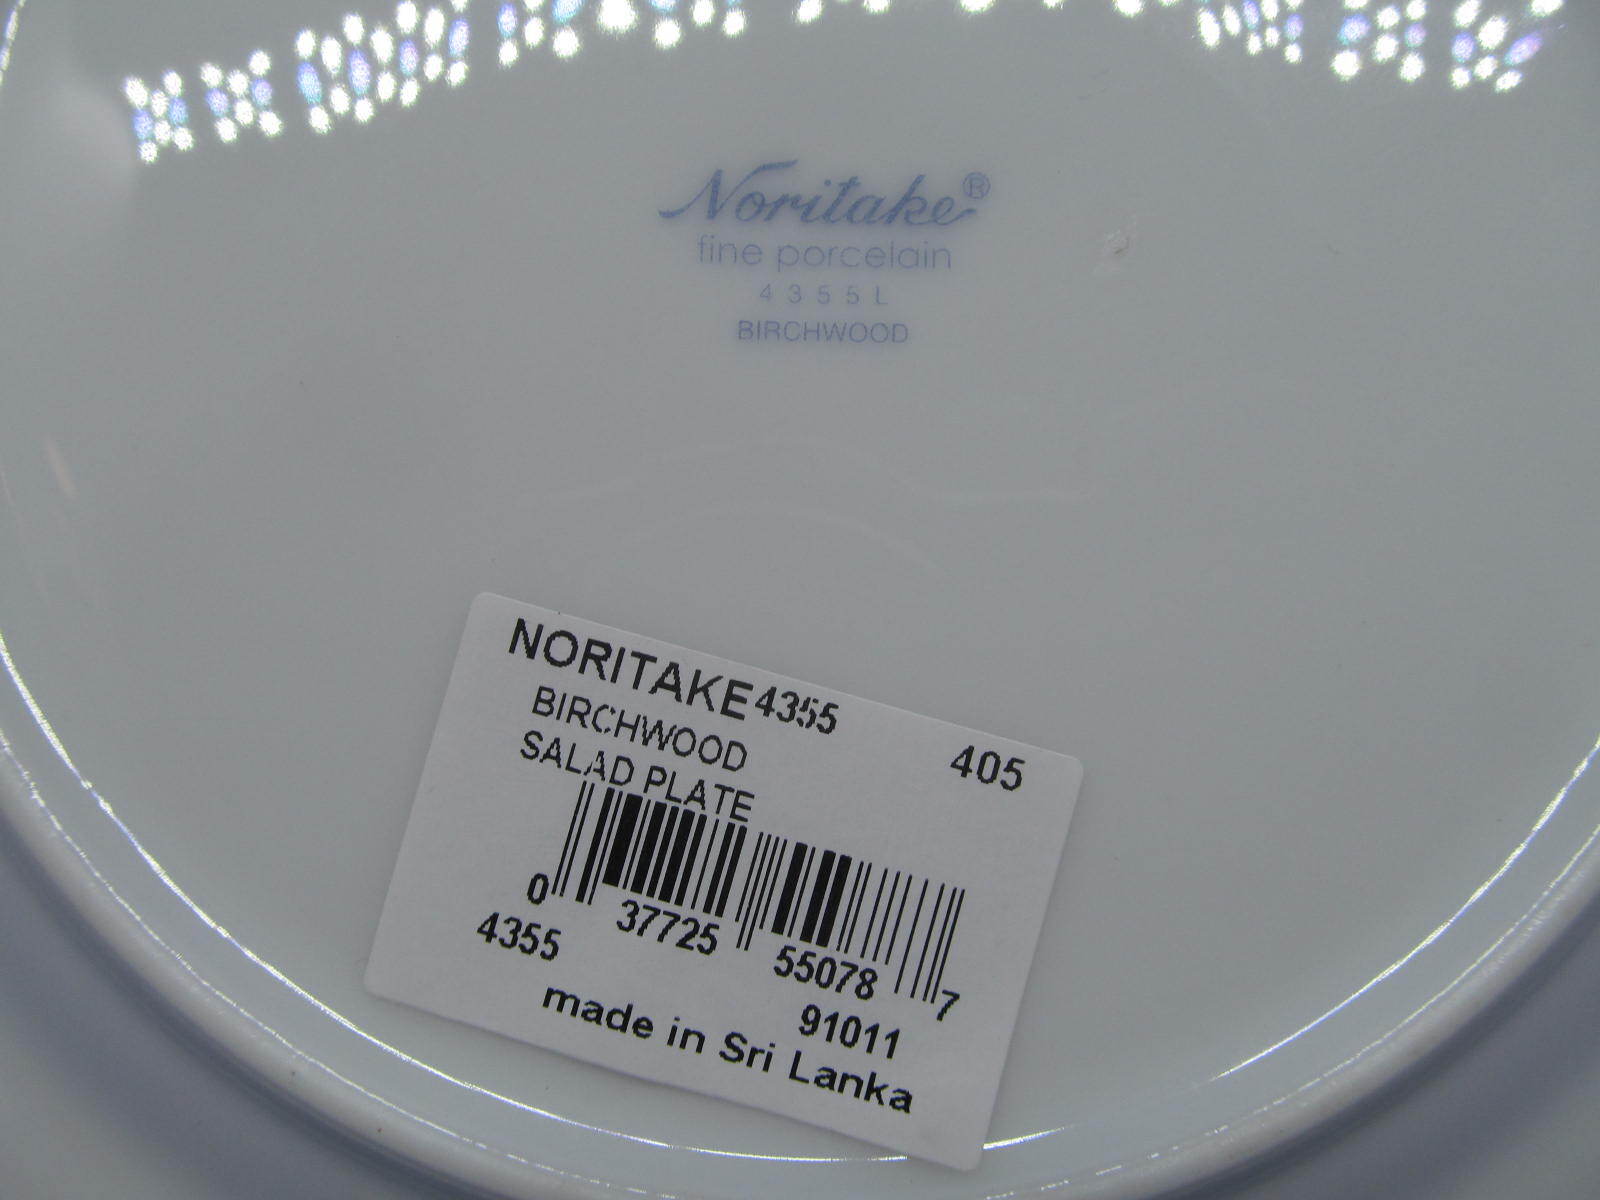 Noritake®
fine porcelain
4355L
BIRCHWOOD
NORITAKE 4355
BIRCHWOOD 405
SALAD PLATE
0 37725 55078 7
4355 91011
made in Sri Lanka